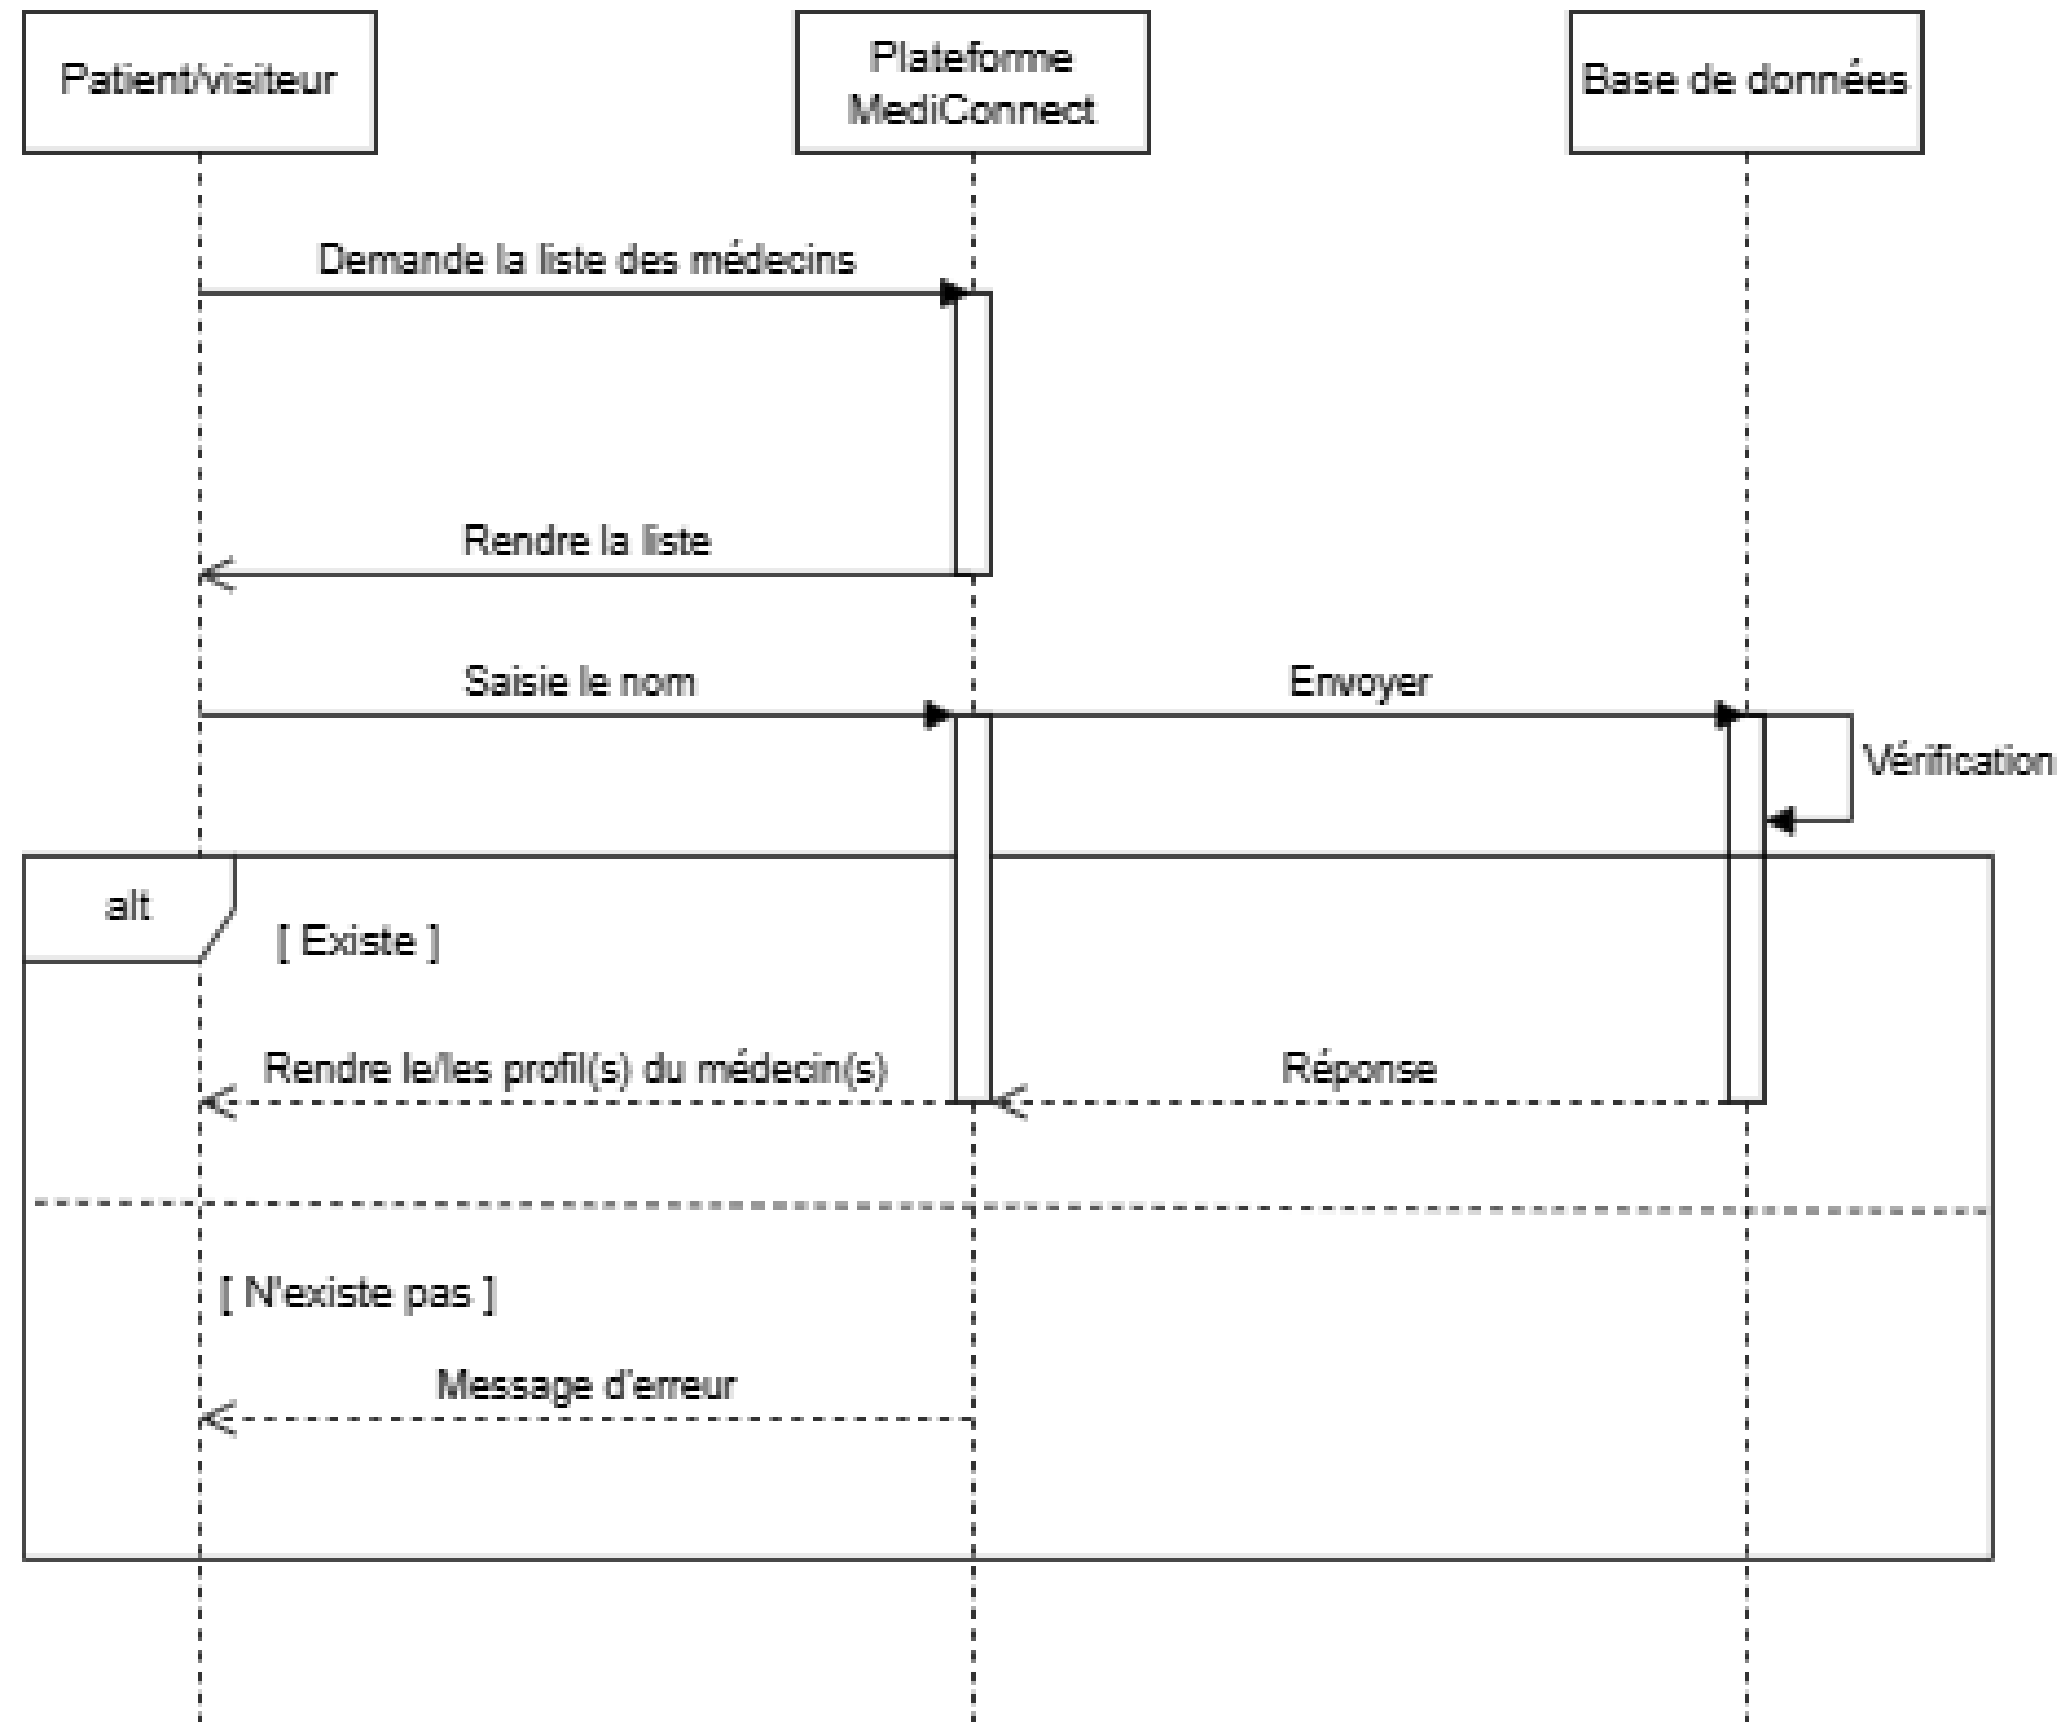 Patient/visiteur
Plateforme
MediConnect
Base de données
Demande la liste des médecins
Rendre la liste
Saisie le nom
Envoyer
Vérification
alt
[ Existe ]
Rendre le/les profil(s) du médecin(s)
Réponse
[ N'existe pas ]
Message d'erreur